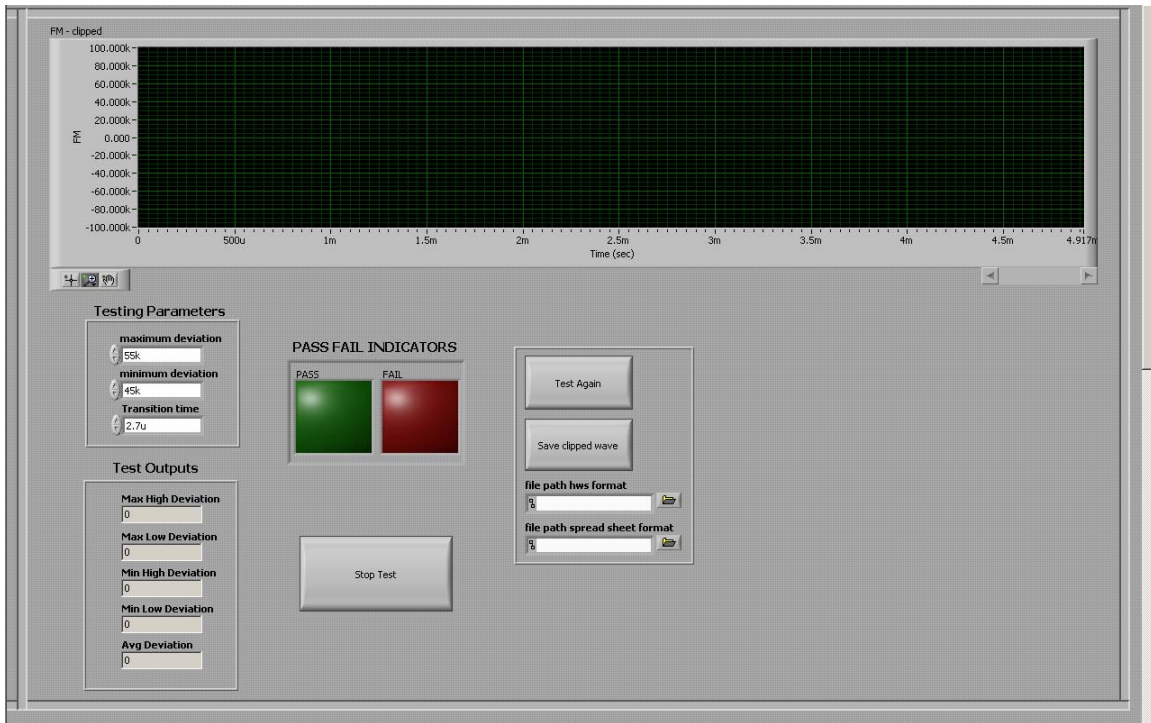 FM - clipped
100.000k
80.000k
60.000k
40.000k
20.000k
0.000
-20.000k
-40.000k
-60.000k
-80.000k
-100.000k
FM
0 500u 1m 1.5m 2m 2.5m 3m 3.5m 4m 4.5m 4.917m
Time (sec)
Testing Parameters
maximum deviation
55k
minimum deviation
45k
Transition time
2.7u
PASS FAIL INDICATORS
PASS FAIL
Test Again
Save clipped wave
file path hws format
file path spread sheet format
Test Outputs
Max High Deviation
0
Max Low Deviation
0
Min High Deviation
0
Min Low Deviation
0
Avg Deviation
0
Stop Test